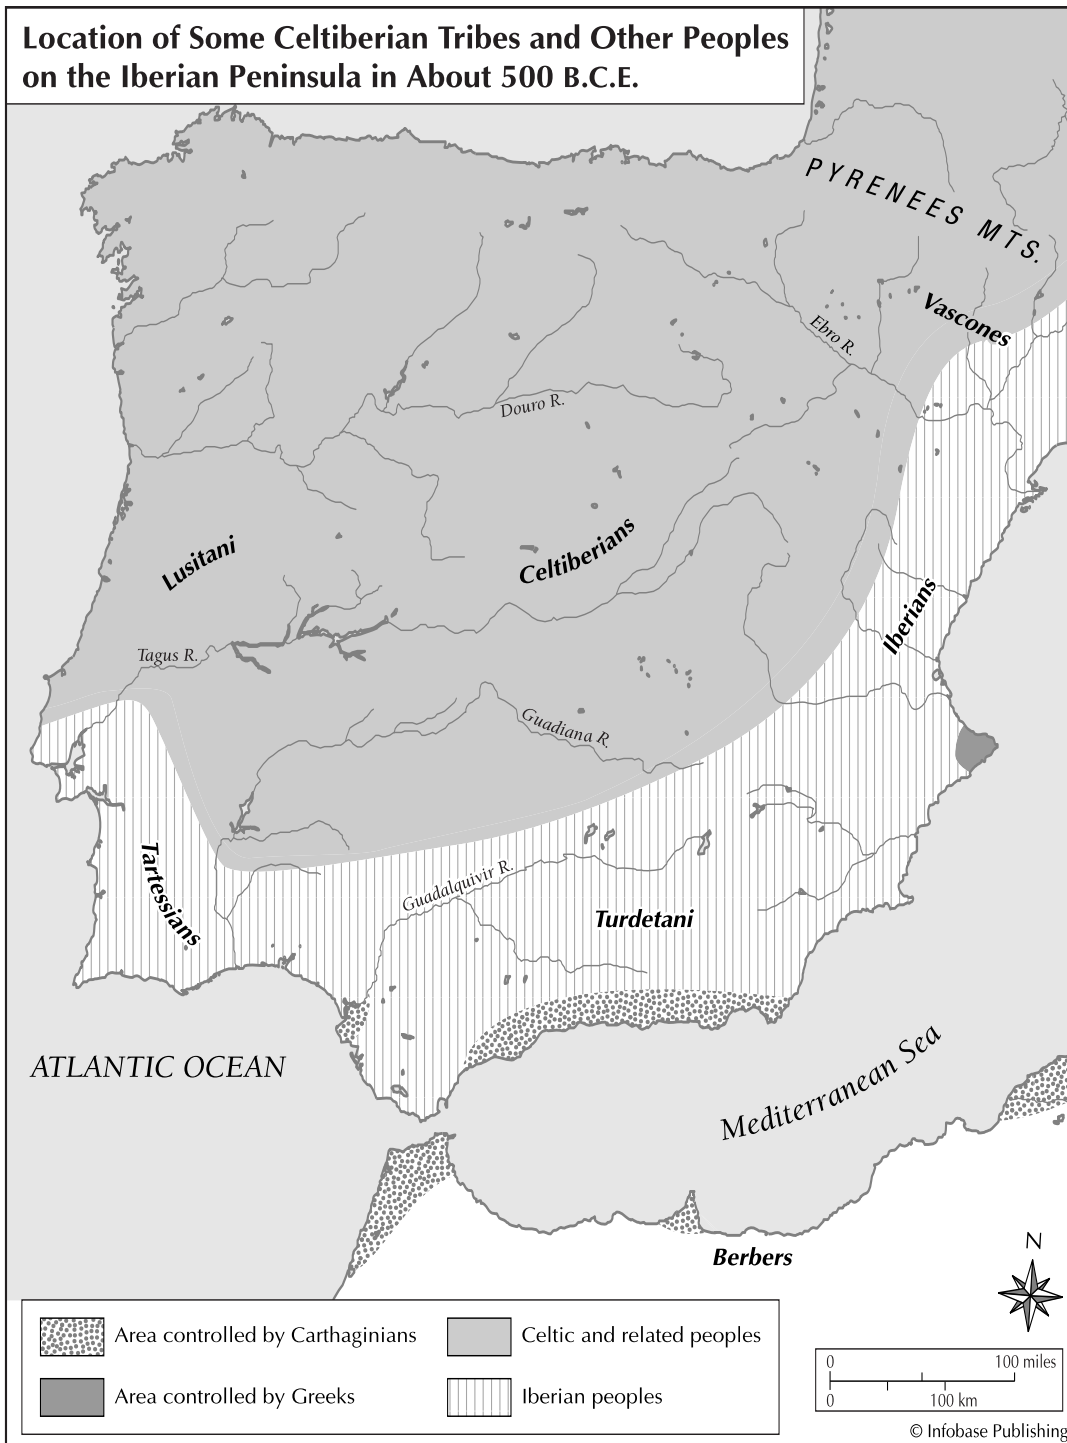 Location of Some Celtiberian Tribes and Other Peoples
on the Iberian Peninsula in About 500 B.C.E.
PYRENEES MTS.
Vascones
Ebro R.
Douro R.
Lusitani
Celtiberians
Iberians
Tagus R.
Guadiana R.
Tartessians
Guadalquivir R.
Turdetani
ATLANTIC OCEAN
Mediterranean Sea
Berbers
N
Area controlled by Carthaginians
Celtic and related peoples
Area controlled by Greeks
Iberian peoples
0 100 miles
0 100 km
© Infobase Publishing